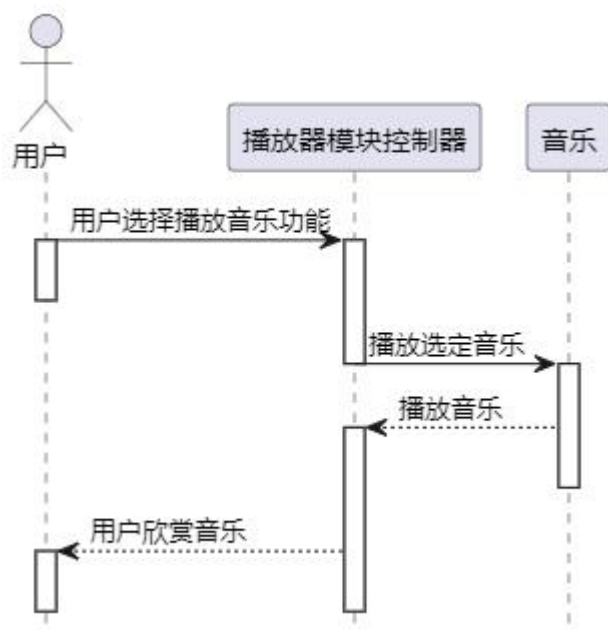 用户
播放器模块控制器
音乐
用户选择播放音乐功能
播放选定音乐
播放音乐
用户欣赏音乐